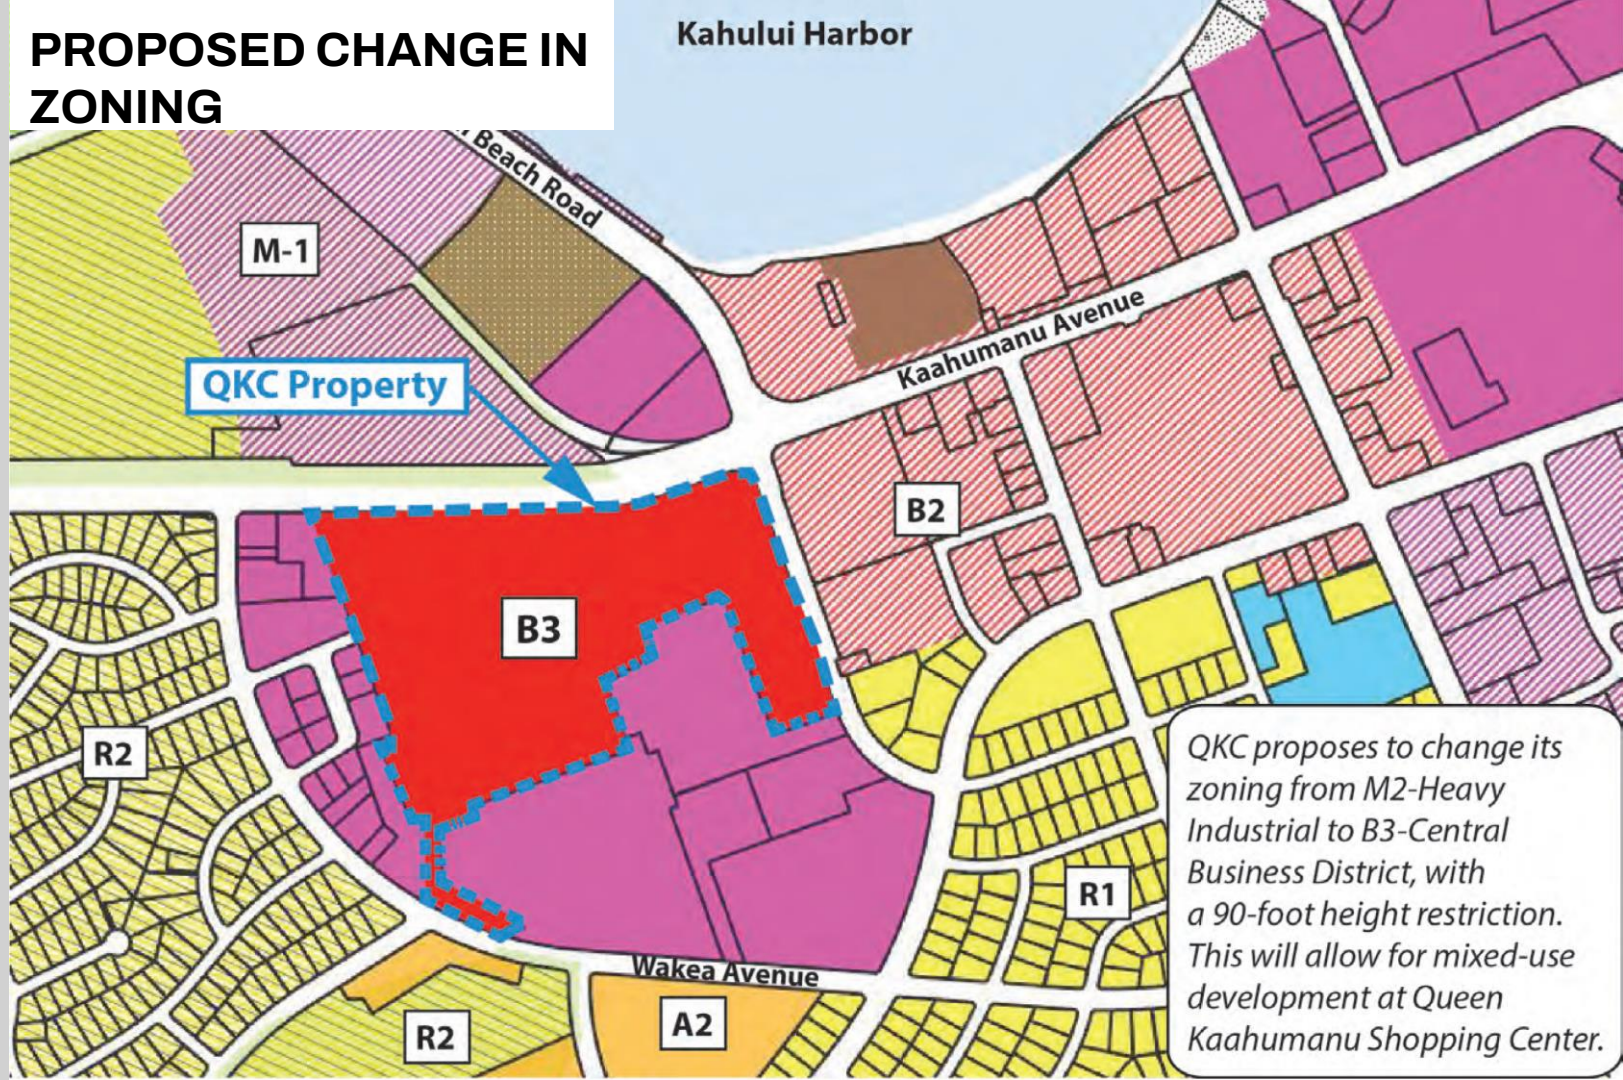 PROPOSED CHANGE IN
ZONING
Kahului Harbor
Beach Road
M-1
QKC Property
Kaahumanu Avenue
B2
B3
R2
R1
Wakea Avenue
R2
A2
QKC proposes to change its
zoning from M2-Heavy
Industrial to B3-Central
Business District, with
a 90-foot height restriction.
This will allow for mixed-use
development at Queen
Kaahumanu Shopping Center.